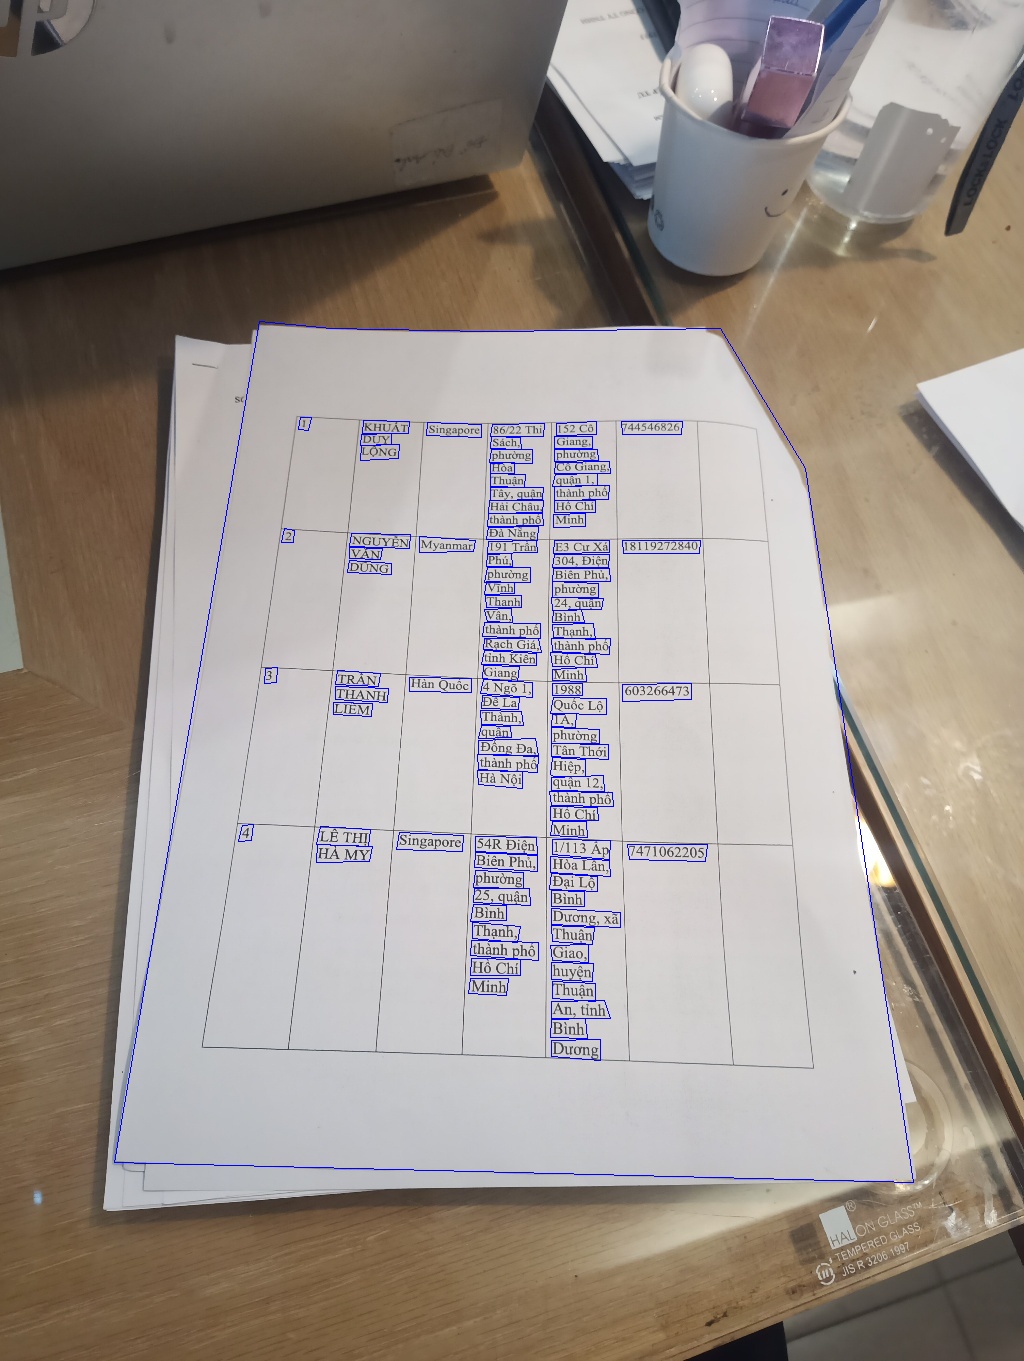 1
KHUẤT
DUY
LỘNG
Singapore
86/22 Thi
Sách,
phường
Hòa
Thuận
Tây, quận
Hải Châu,
thành phố
Đà Nẵng
152 Cô
Giang,
phường
Cô Giang,
quận 1,
thành phố
Hồ Chí
Minh
744546826
2
NGUYỄN
VĂN
DŨNG
Myanmar
191 Trần
Phú,
phường
Vĩnh
Thanh
Vân,
thành phố
Rạch Giá,
tỉnh Kiên
Giang
E3 Cư Xá
304, Điện
Biên Phủ,
phường
24, quận
Bình
Thạnh,
thành phố
Hồ Chí
Minh
18119272840
3
TRẦN
THANH
LIÊM
Hàn Quốc
4 Ngõ 1,
Đê La
Thành,
quận
Đống Đa,
thành phố
Hà Nội
1988
Quốc Lộ
1A,
phường
Tân Thới
Hiệp,
quận 12,
thành phố
Hồ Chí
Minh
603266473
4
LÊ THỊ
HÀ MY
Singapore
54R Điện
Biên Phủ,
phường
25, quận
Bình
Thạnh,
thành phố
Hồ Chí
Minh
1/113 Ấp
Hòa Lân,
Đại Lộ
Bình
Dương, xã
Thuận
Giao,
huyện
Thuận
An, tỉnh
Bình
Dương
7471062205
LOCK&LOCK
HALON GLASS™
TEMPERED GLASS
JIS R 3206 1997